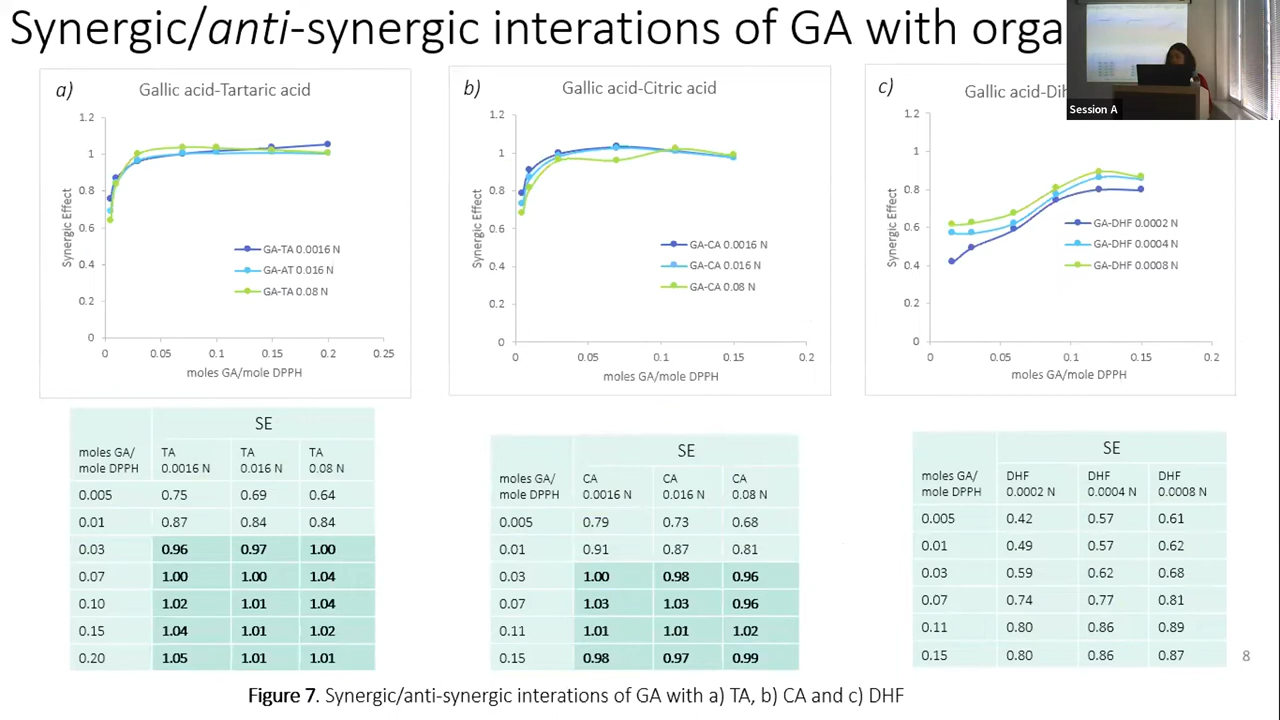 Synergic/anti-synergic interations of GA with orga
Session A
a)
Gallic acid-Tartaric acid
1.2
1
0.8
0.6
0.4
0.2
0
Synergic Effect
GA-TA 0.0016 N
GA-AT 0.016 N
GA-TA 0.08 N
0 0.05 0.1 0.15 0.2 0.25
moles GA/mole DPPH
b)
Gallic acid-Citric acid
1.2
1
0.8
0.6
0.4
0.2
0
Synergic Effect
GA-CA 0.0016 N
GA-CA 0.016 N
GA-CA 0.08 N
0 0.05 0.1 0.15 0.2
moles GA/mole DPPH
c)
Gallic acid-Dih
1.2
1
0.8
0.6
0.4
0.2
0
Synergic Effect
GA-DHF 0.0002 N
GA-DHF 0.0004 N
GA-DHF 0.0008 N
0 0.05 0.1 0.15 0.2
moles GA/mole DPPH
SE
moles GA/ TA TA TA
mole DPPH 0.0016 N 0.016 N 0.08 N
0.005 0.75 0.69 0.64
0.01 0.87 0.84 0.84
0.03 0.96 0.97 1.00
0.07 1.00 1.00 1.04
0.10 1.02 1.01 1.04
0.15 1.04 1.01 1.02
0.20 1.05 1.01 1.01
SE
moles GA/ CA CA CA
mole DPPH 0.0016 N 0.016 N 0.08 N
0.005 0.79 0.73 0.68
0.01 0.91 0.87 0.81
0.03 1.00 0.98 0.96
0.07 1.03 1.03 0.96
0.11 1.01 1.01 1.02
0.15 0.98 0.97 0.99
SE
moles GA/ DHF DHF DHF
mole DPPH 0.0002 N 0.0004 N 0.0008 N
0.005 0.42 0.57 0.61
0.01 0.49 0.57 0.62
0.03 0.59 0.62 0.68
0.07 0.74 0.77 0.81
0.11 0.80 0.86 0.89
0.15 0.80 0.86 0.87
8
Figure 7. Synergic/anti-synergic interations of GA with a) TA, b) CA and c) DHF